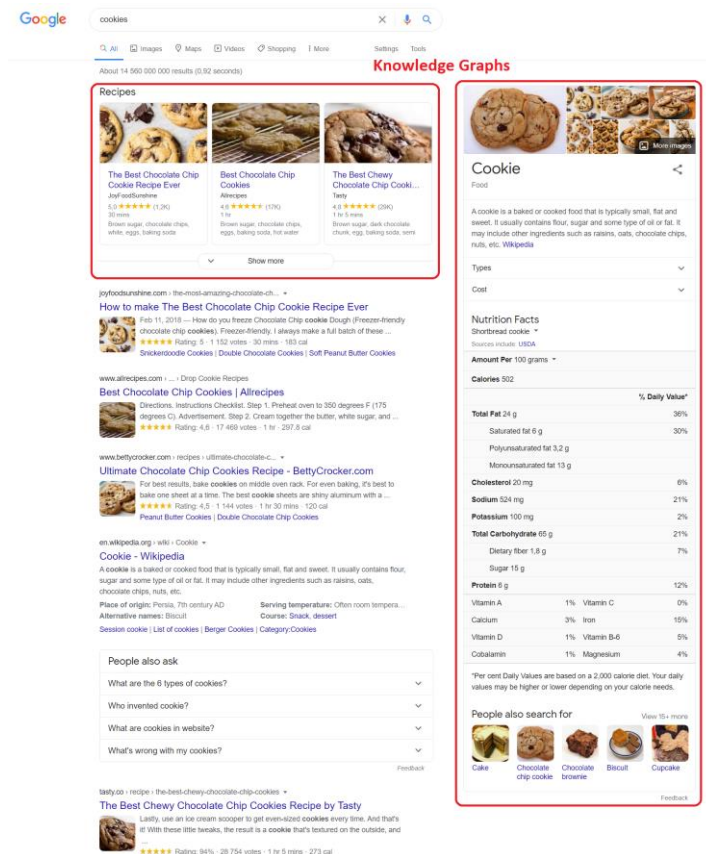 Google
cookies
All Images Maps Videos Shopping More Settings Tools
About 14 560 000 000 results (0,92 seconds)
Knowledge Graphs
Recipes
The Best Chocolate Chip
Cookie Recipe Ever
JoyFoodSunshine
5,0 ★★★★★ (1,2K)
30 mins
Brown sugar, chocolate chips,
white, eggs, baking soda
Best Chocolate Chip
Cookies
Allrecipes
4,6 ★★★★★ (17K)
1 hr
Brown sugar, chocolate chips,
eggs, baking soda, hot water
The Best Chewy
Chocolate Chip Cooki...
Tasty
4,8 ★★★★★ (29K)
1 hr 5 mins
Brown sugar, dark chocolate
chunk, egg, baking soda, semi
Show more
joyfoodsunshine.com › the-most-amazing-chocolate-ch...
How to make The Best Chocolate Chip Cookie Recipe Ever
Feb 11, 2018 — How do you freeze Chocolate Chip cookie Dough (Freezer-friendly
chocolate chip cookies). Freezer-friendly. I always make a full batch of these ...
★★★★★ Rating: 5 · 1 152 votes · 30 mins · 183 cal
Snickerdoodle Cookies | Double Chocolate Cookies | Soft Peanut Butter Cookies
www.allrecipes.com › ... › Drop Cookie Recipes
Best Chocolate Chip Cookies | Allrecipes
Directions. Instructions Checklist. Step 1. Preheat oven to 350 degrees F (175
degrees C). Advertisement. Step 2. Cream together the butter, white sugar, and ...
★★★★★ Rating: 4,6 · 17 469 votes · 1 hr · 297.8 cal
www.bettycrocker.com › recipes › ultimate-chocolate-c...
Ultimate Chocolate Chip Cookies Recipe - BettyCrocker.com
For best results, bake cookies on middle oven rack. For even baking, it's best to
bake one sheet at a time. The best cookie sheets are shiny aluminum with a ...
★★★★★ Rating: 4,5 · 1 144 votes · 1 hr 30 mins · 120 cal
Peanut Butter Cookies | Double Chocolate Chip Cookies
en.wikipedia.org › wiki › Cookie
Cookie - Wikipedia
A cookie is a baked or cooked food that is typically small, flat and sweet. It usually contains flour,
sugar and some type of oil or fat. It may include other ingredients such as raisins, oats,
chocolate chips, nuts, etc.
Place of origin: Persia, 7th century AD Serving temperature: Often room tempera...
Alternative names: Biscuit Course: Snack, dessert
Session cookie | List of cookies | Berger Cookies | Category:Cookies
People also ask
What are the 6 types of cookies?
Who invented cookie?
What are cookies in website?
What's wrong with my cookies?
Feedback
tasty.co › recipe › the-best-chewy-chocolate-chip-cookies
The Best Chewy Chocolate Chip Cookies Recipe by Tasty
Lastly, use an ice cream scooper to get even-sized cookies every time. And that's
it! With these little tweaks, the result is a cookie that's textured on the outside, and
...
★★★★★ Rating: 94% · 28 754 votes · 1 hr 5 mins · 273 cal
More images
Cookie
Food
A cookie is a baked or cooked food that is typically small, flat and
sweet. It usually contains flour, sugar and some type of oil or fat. It
may include other ingredients such as raisins, oats, chocolate chips,
nuts, etc. Wikipedia
Types
Cost
Nutrition Facts
Shortbread cookie
Sources include: USDA
Amount Per 100 grams
Calories 502
% Daily Value*
Total Fat 24 g 36%
Saturated fat 6 g 30%
Polyunsaturated fat 3,2 g
Monounsaturated fat 13 g
Cholesterol 20 mg 6%
Sodium 524 mg 21%
Potassium 100 mg 2%
Total Carbohydrate 65 g 21%
Dietary fiber 1,8 g 7%
Sugar 15 g
Protein 6 g 12%
Vitamin A 1% Vitamin C 0%
Calcium 3% Iron 15%
Vitamin D 1% Vitamin B-6 5%
Cobalamin 1% Magnesium 4%
*Per cent Daily Values are based on a 2,000 calorie diet. Your daily
values may be higher or lower depending on your calorie needs.
People also search for View 15+ more
Cake
Chocolate
chip cookie
Chocolate
brownie
Biscuit
Cupcake
Feedback